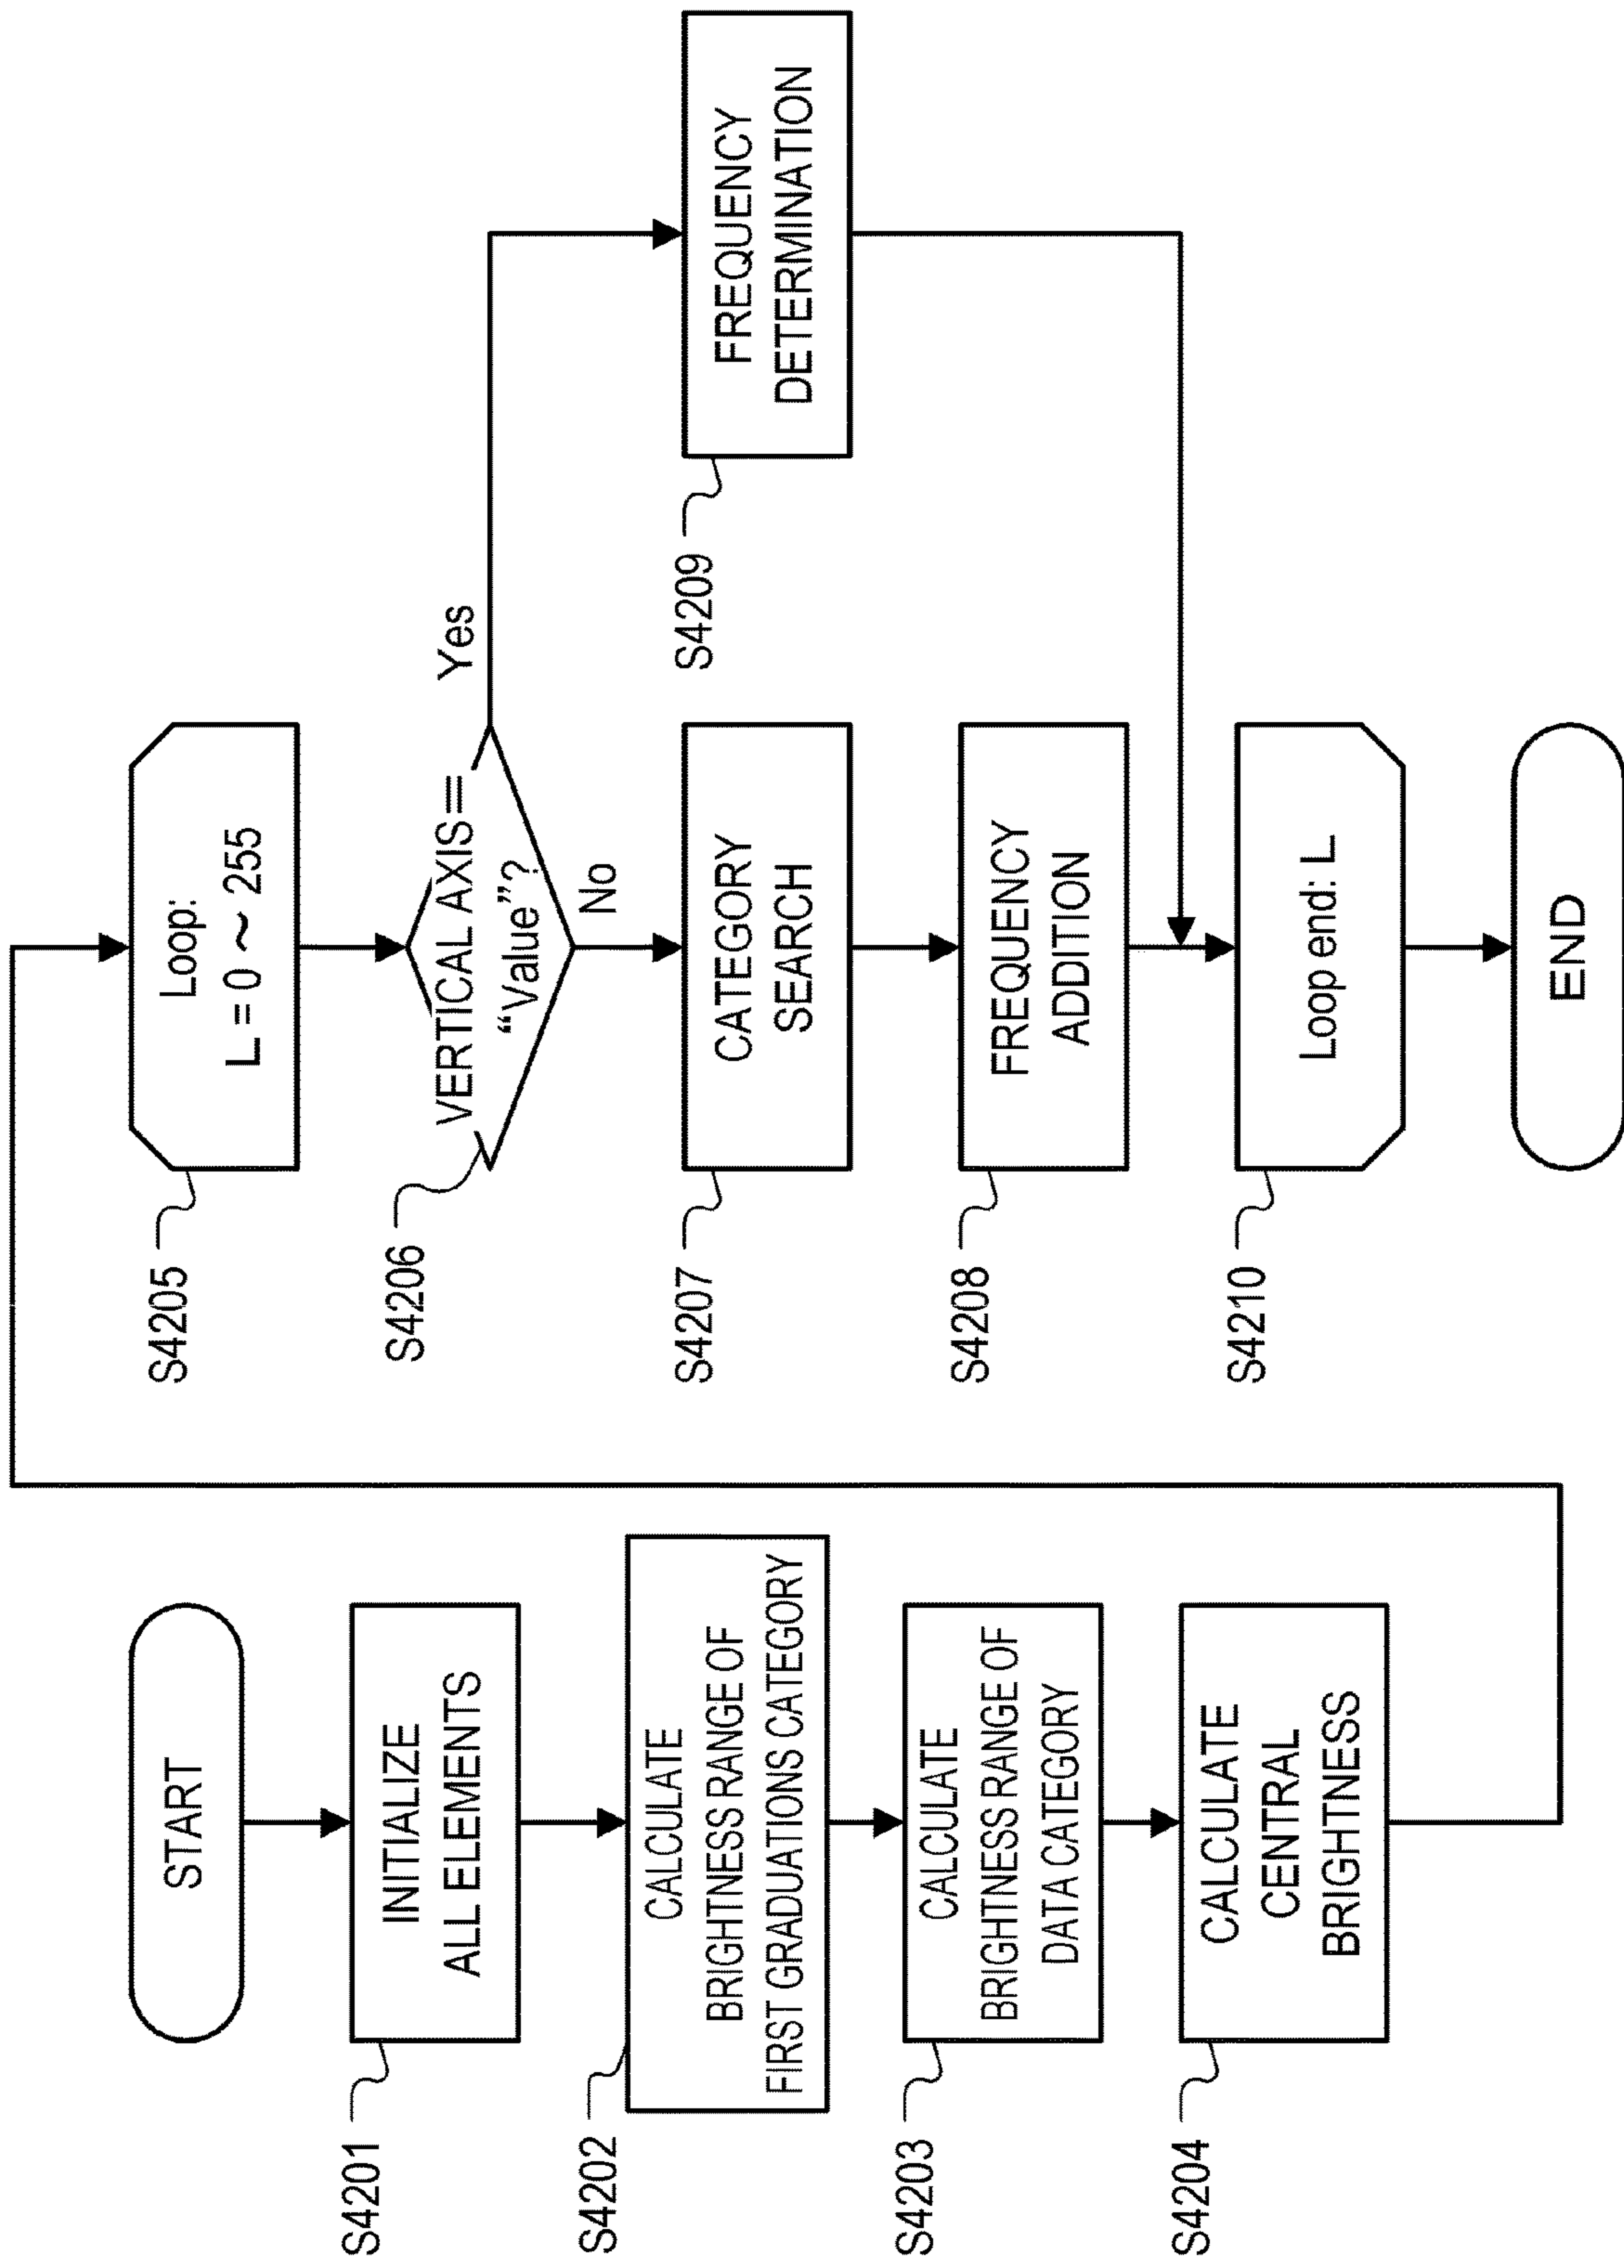 START
S4201
INITIALIZE
ALL ELEMENTS
S4202
CALCULATE
BRIGHTNESS RANGE OF
FIRST GRADUATIONS CATEGORY
S4203
CALCULATE
BRIGHTNESS RANGE OF
DATA CATEGORY
S4204
CALCULATE
CENTRAL
BRIGHTNESS
S4205
Loop:
L = 0 ~ 255
S4206
VERTICAL AXIS=
“Value”?
Yes
No
S4207
CATEGORY
SEARCH
S4208
FREQUENCY
ADDITION
S4209
FREQUENCY
DETERMINATION
S4210
Loop end: L
END